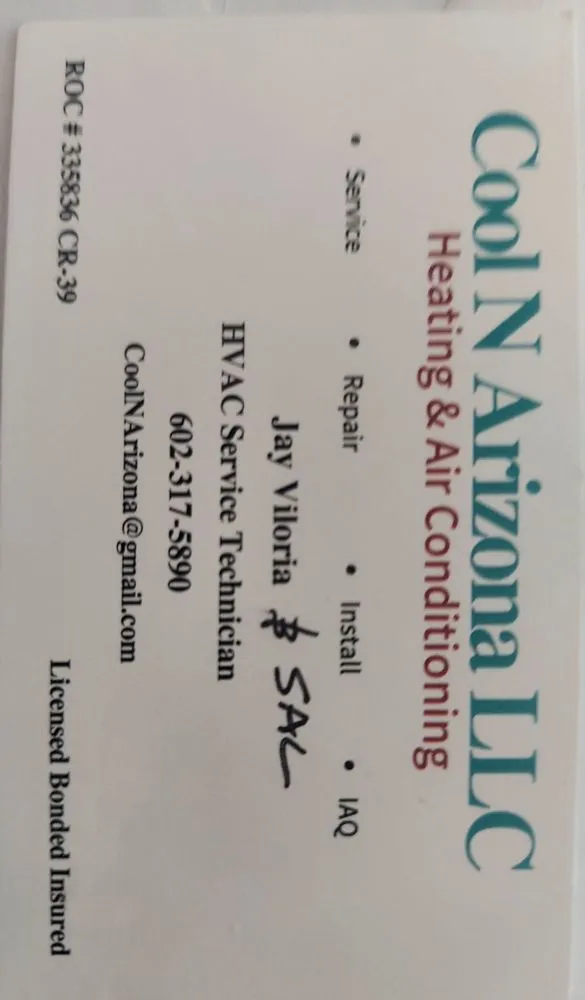 Cool N Arizona LLC
Heating & Air Conditioning
• Service • Repair • Install • IAQ
Jay Viloria & SAL
HVAC Service Technician
602-317-5890
CoolNArizona@gmail.com
ROC # 335836 CR-39 Licensed Bonded Insured